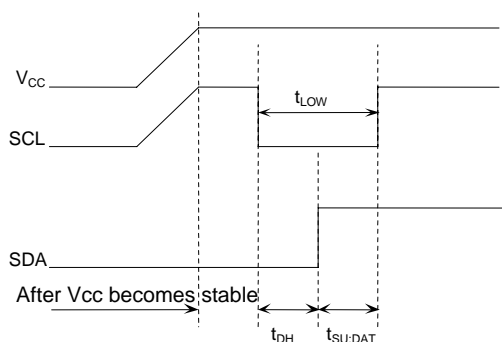 VCC
tLOW
SCL
SDA
After Vcc becomes stable
tDH
tSU:DAT